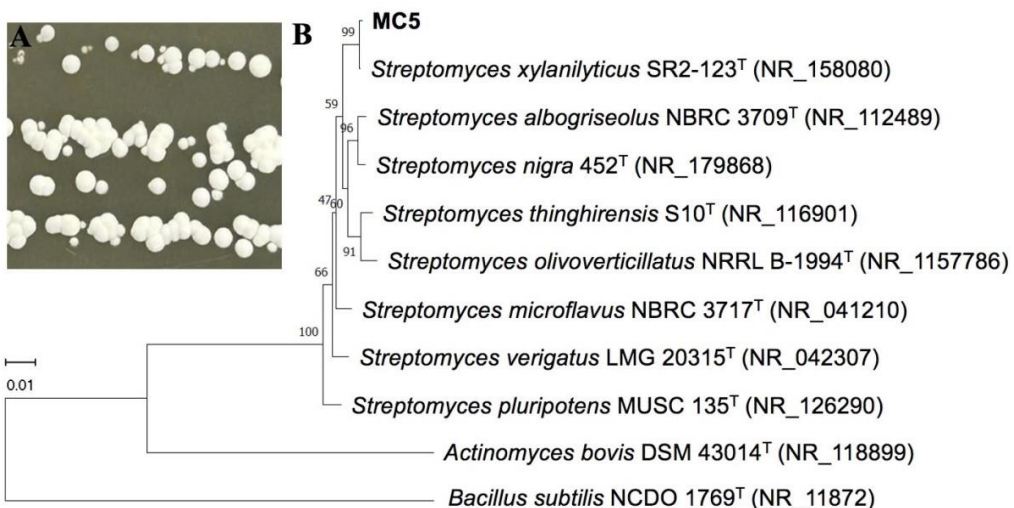 A
B
MC5
99
Streptomyces xylanilyticus SR2-123ᵀ (NR_158080)
59
Streptomyces albogriseolus NBRC 3709ᵀ (NR_112489)
96
Streptomyces nigra 452ᵀ (NR_179868)
47
60
Streptomyces thinghirensis S10ᵀ (NR_116901)
91
Streptomyces olivoverticillatus NRRL B-1994ᵀ (NR_1157786)
66
Streptomyces microflavus NBRC 3717ᵀ (NR_041210)
100
Streptomyces verigatus LMG 20315ᵀ (NR_042307)
0.01
Streptomyces pluripotens MUSC 135ᵀ (NR_126290)
Actinomyces bovis DSM 43014ᵀ (NR_118899)
Bacillus subtilis NCDO 1769ᵀ (NR_11872)